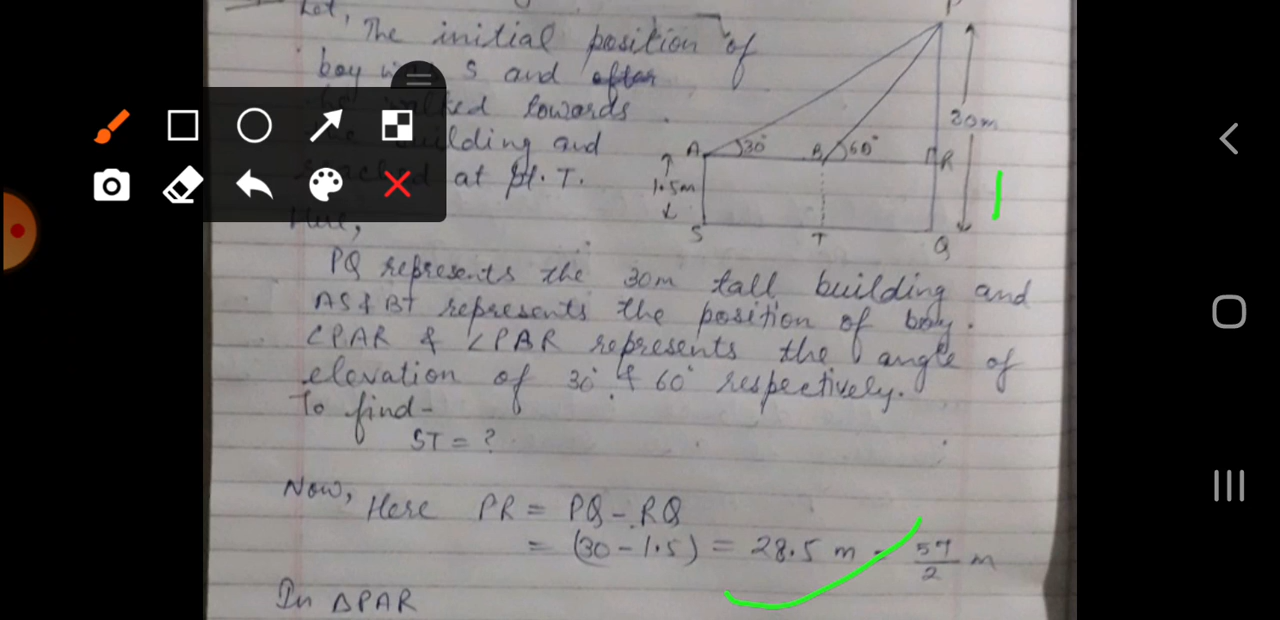 Let,
The initial position of
boy S and after
walked towards
building and
at pt. T.
Here,
P
30m
A 30° B 60° R
1.5m
S T Q
PQ represents the 30m tall building and
AS & BT represents the position of boy.
∠PAR & ∠PBR represents the angle of
elevation of 30° & 60° respectively.
To find-
ST = ?
Now, Here PR = PQ - RQ
= (30 - 1.5) = 28.5 m = 57/2 m
In ΔPAR